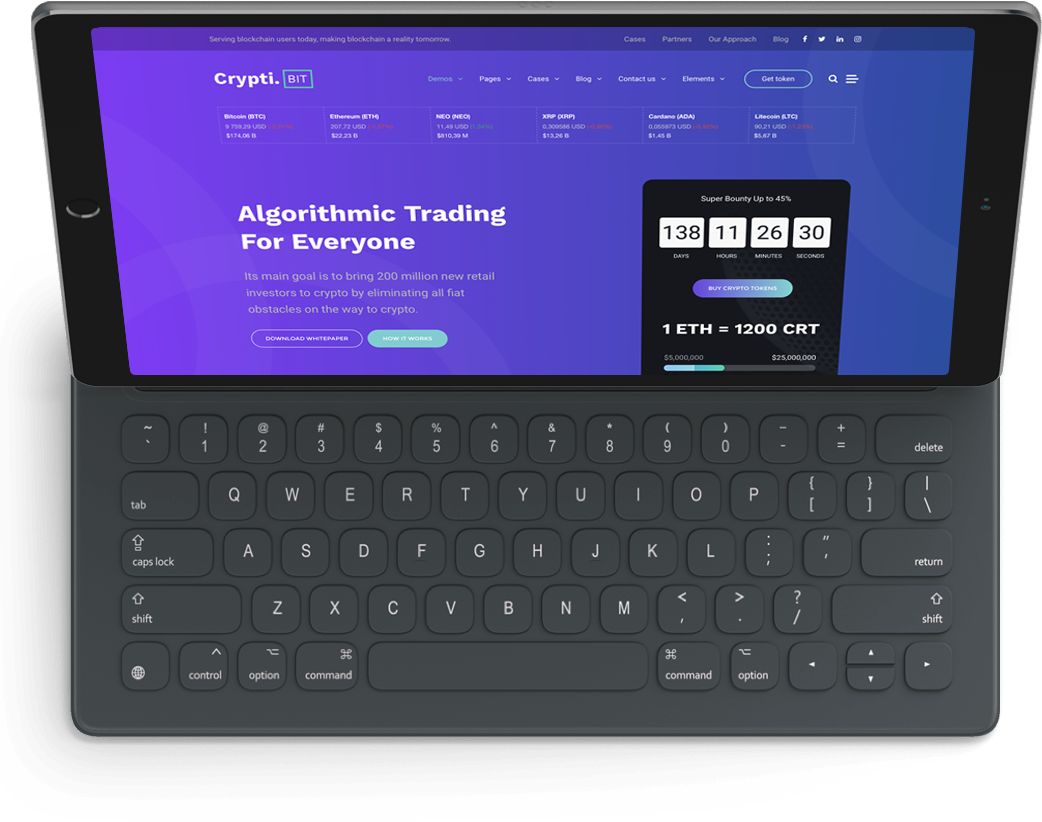 Serving blockchain users today, making blockchain a reality tomorrow.
Cases Partners Our Approach Blog
Crypti. BIT
Demos Pages Cases Blog Contact us Elements Get token
Bitcoin (BTC) Ethereum (ETH) NEO (NEO) XRP (XRP) Cardano (ADA) Litecoin (LTC)
9 759,29 USD 207,72 USD 11,49 USD 0,309586 USD 0,055973 USD 90,21 USD
$174,06 B $22,23 B $810,39 M $13,26 B $1,45 B $5,67 B
Algorithmic Trading
For Everyone
Its main goal is to bring 200 million new retail
investors to crypto by eliminating all fiat
obstacles on the way to crypto.
DOWNLOAD WHITEPAPER HOW IT WORKS
Super Bounty Up to 45%
138 11 26 30
DAYS HOURS MINUTES SECONDS
BUY CRYPTO TOKENS
1 ETH = 1200 CRT
$5,000,000 $25,000,000
~ ! @ # $ % ^ & * ( ) – +
` 1 2 3 4 5 6 7 8 9 0 - = delete
tab Q W E R T Y U I O P { [ } ] | \
caps lock A S D F G H J K L : ; " ' return
shift Z X C V B N M < , > . ? / shift
control option command command option